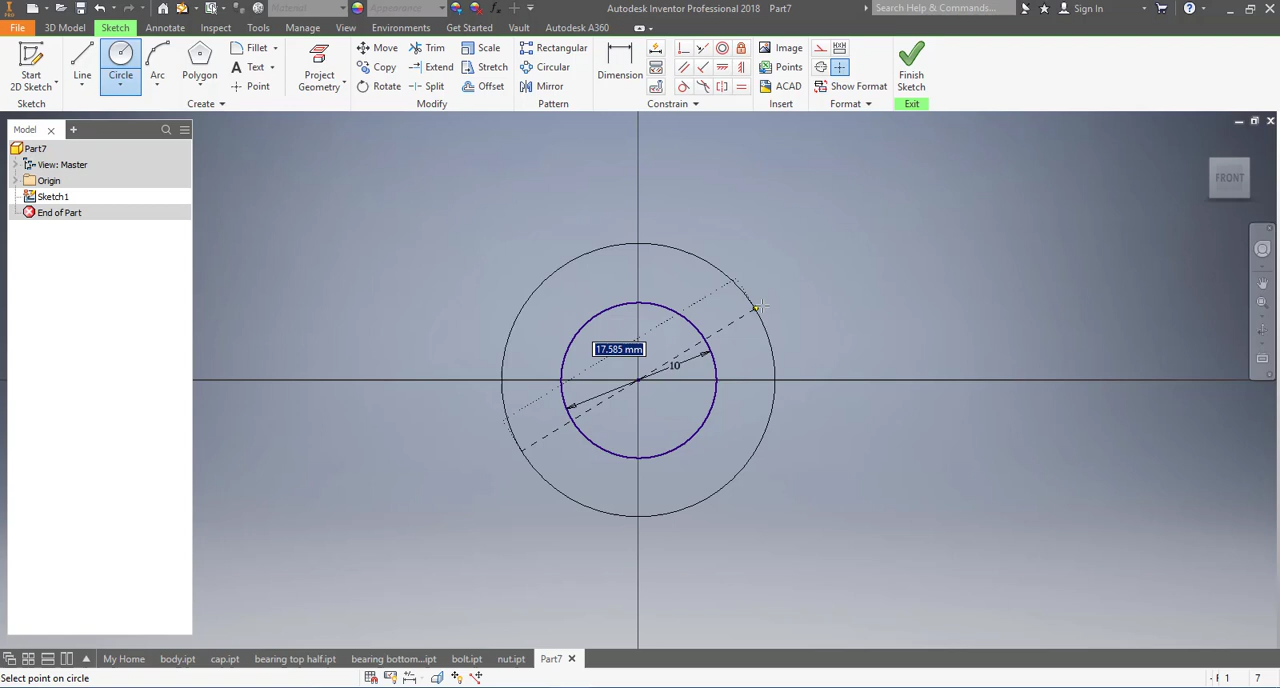 Material
Appearance
Autodesk Inventor Professional 2018 Part7
Search Help & Commands...
Sign In
PRO
File
3D Model
Sketch
Annotate
Inspect
Tools
Manage
View
Environments
Get Started
Vault
Autodesk A360
Start
2D Sketch
Line
Circle
Arc
Polygon
Fillet
Text
Point
Project
Geometry
Move
Copy
Rotate
Trim
Extend
Split
Scale
Stretch
Offset
Rectangular
Circular
Mirror
Dimension
Image
Points
ACAD
Show Format
Finish
Sketch
Sketch
Create
Modify
Pattern
Constrain
Insert
Format
Exit
Model
Part7
View: Master
Origin
Sketch1
End of Part
FRONT
17.585 mm
10
My Home
body.ipt
cap.ipt
bearing top half.ipt
bearing bottom...ipt
bolt.ipt
nut.ipt
Part7
Select point on circle
1
7